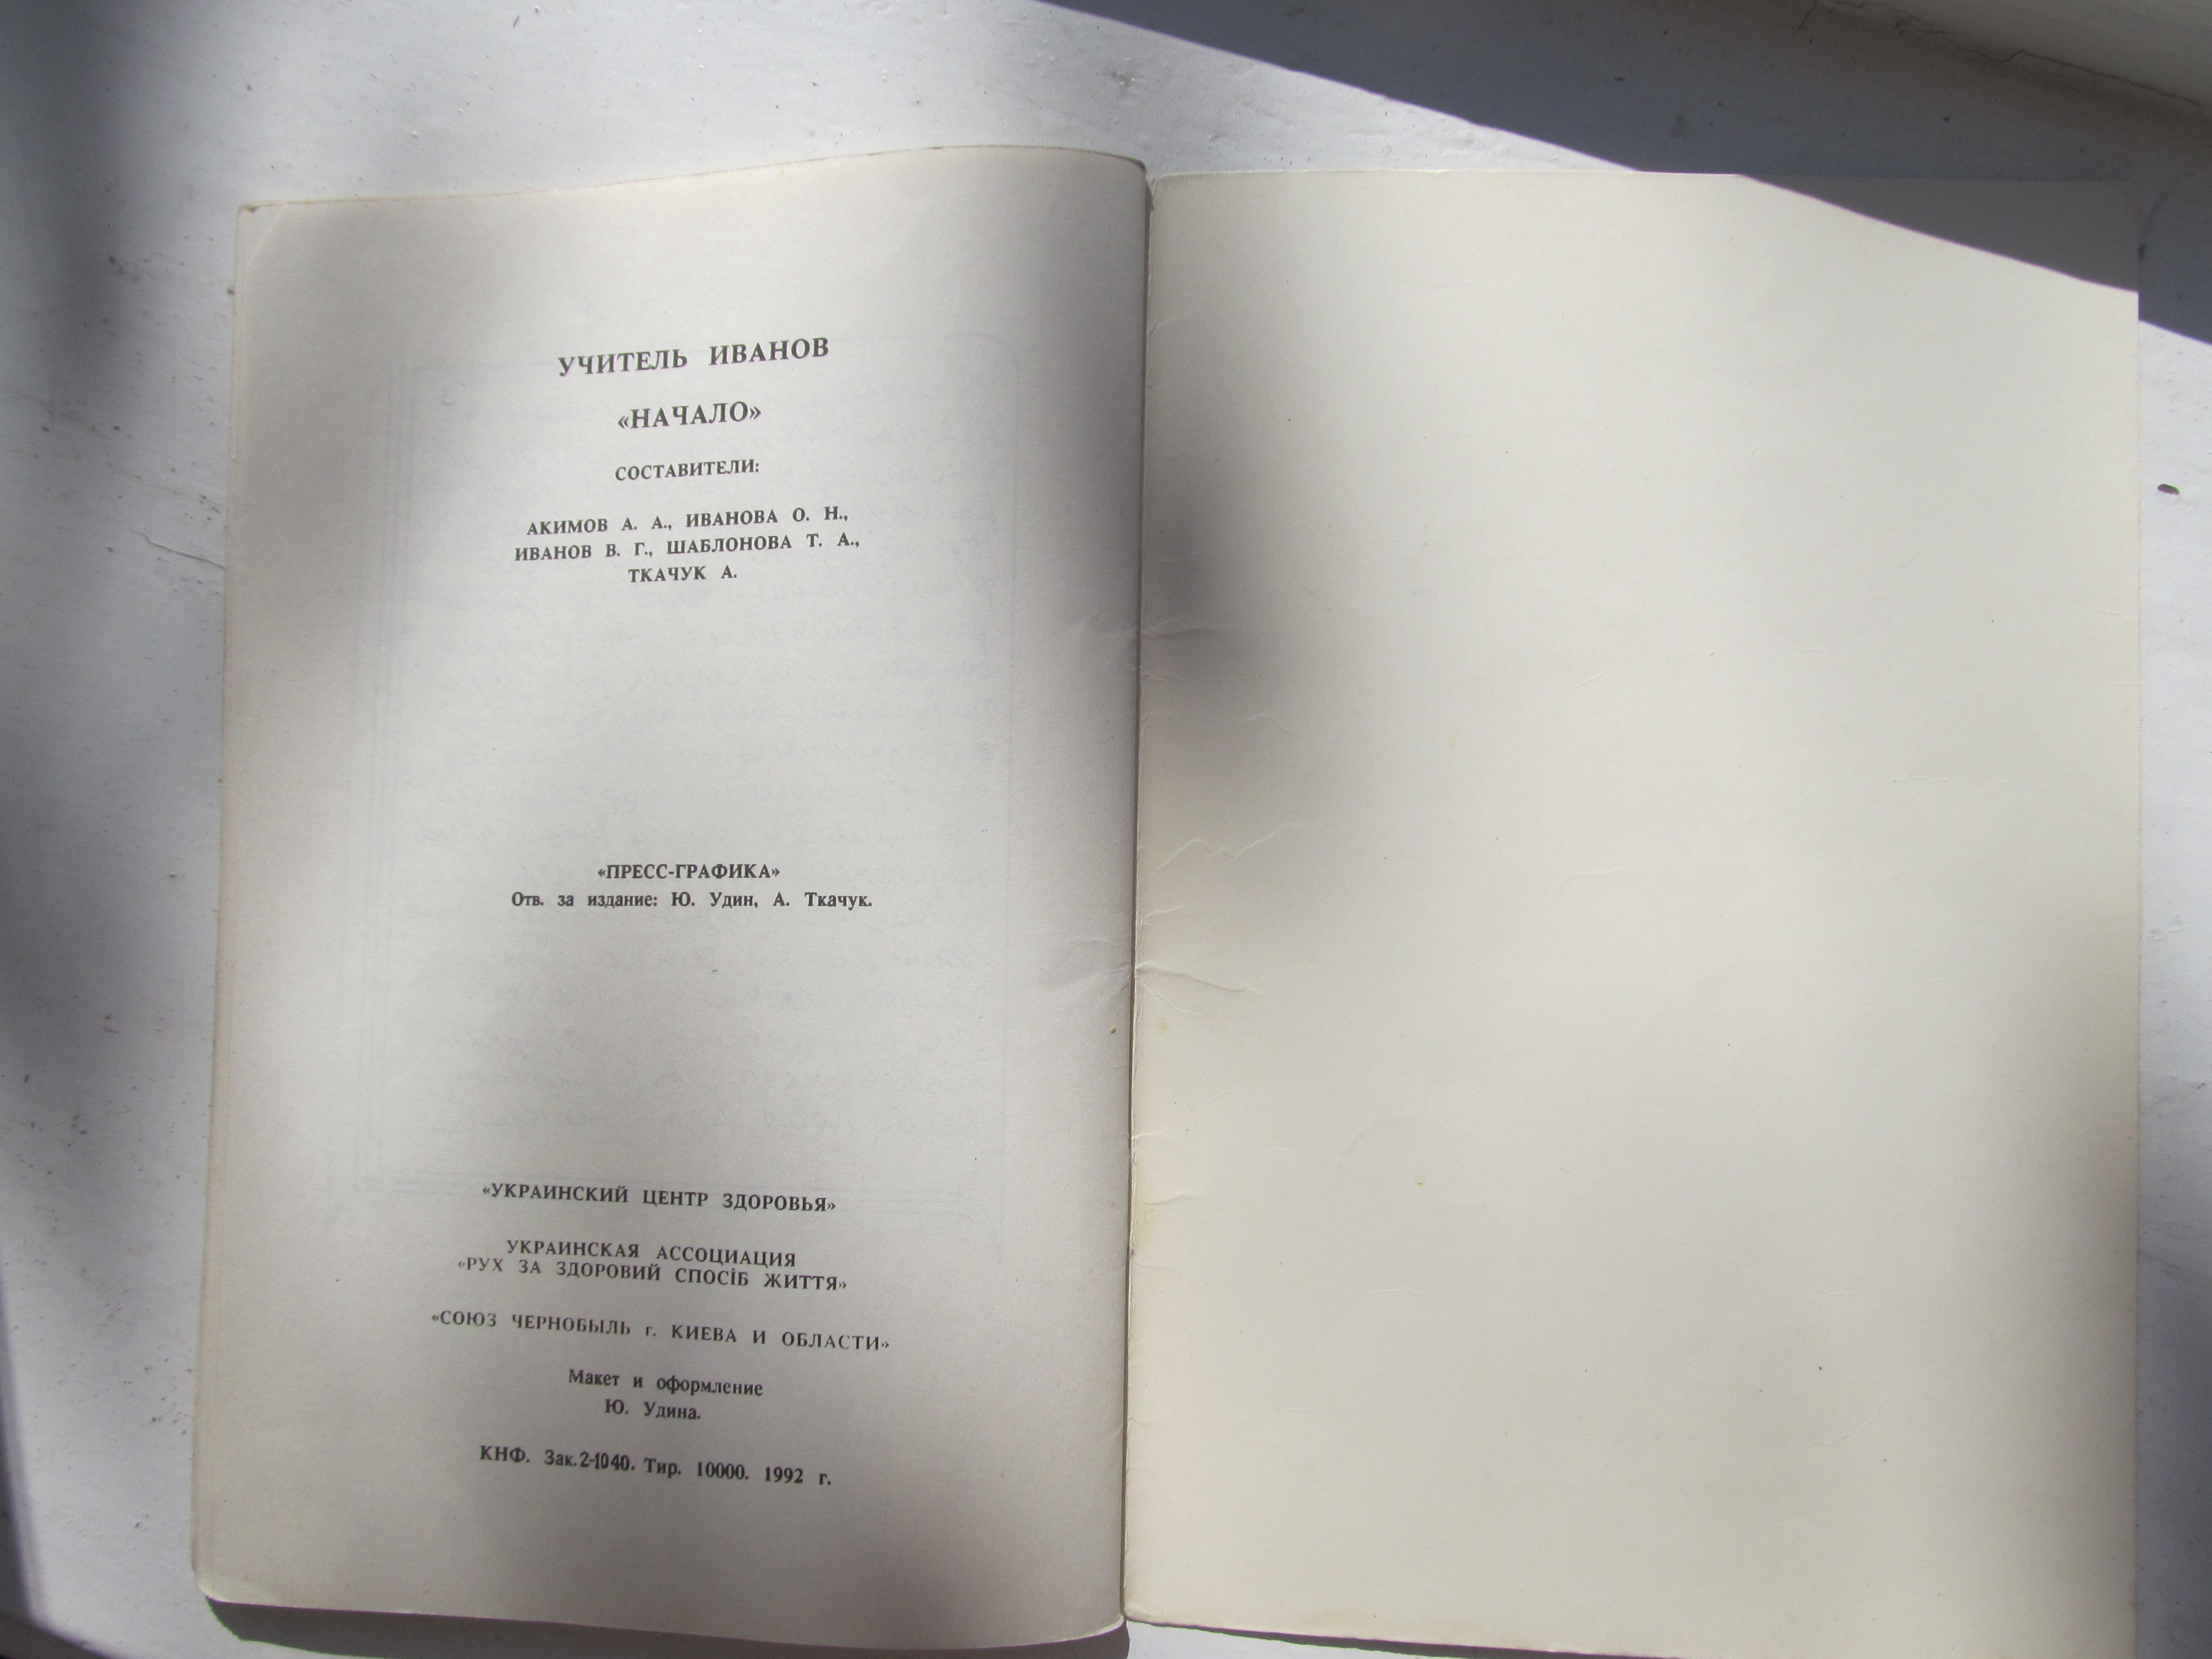 УЧИТЕЛЬ ИВАНОВ
«НАЧАЛО»
СОСТАВИТЕЛИ:
АКИМОВ А. А., ИВАНОВА О. Н.,
ИВАНОВ В. Г., ШАБЛОНОВА Т. А.,
ТКАЧУК А.
«ПРЕСС-ГРАФИКА»
Отв. за издание: Ю. Удин, А. Ткачук.
«УКРАИНСКИЙ ЦЕНТР ЗДОРОВЬЯ»
УКРАИНСКАЯ АССОЦИАЦИЯ
«РУХ ЗА ЗДОРОВИЙ СПОСіБ ЖИТТЯ»
«СОЮЗ ЧЕРНОБЫЛЬ г. КИЕВА И ОБЛАСТИ»
Макет и оформление
Ю. Удина.
КНФ. Зак. 2-1040. Тир. 10000. 1992 г.